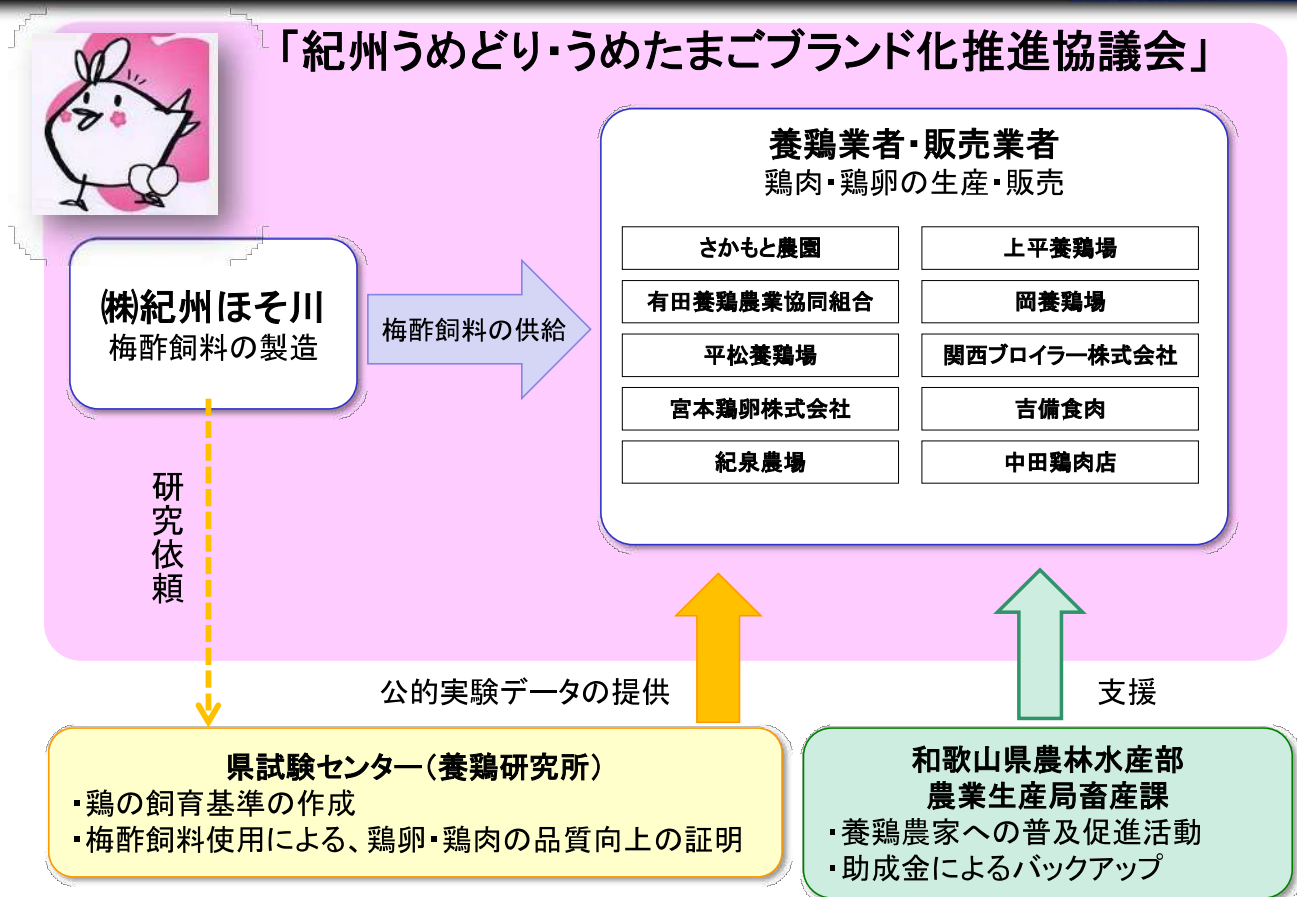 「紀州うめどり・うめたまごブランド化推進協議会」
養鶏業者・販売業者
鶏肉・鶏卵の生産・販売
さかもと農園
上平養鶏場
有田養鶏農業協同組合
岡養鶏場
平松養鶏場
関西ブロイラー株式会社
宮本鶏卵株式会社
吉備食肉
紀泉農場
中田鶏肉店
㈱紀州ほそ川
梅酢飼料の製造
梅酢飼料の供給
研究依頼
公的実験データの提供
支援
県試験センター（養鶏研究所）
・鶏の飼育基準の作成
・梅酢飼料使用による、鶏卵・鶏肉の品質向上の証明
和歌山県農林水産部
農業生産局畜産課
・養鶏農家への普及促進活動
・助成金によるバックアップ